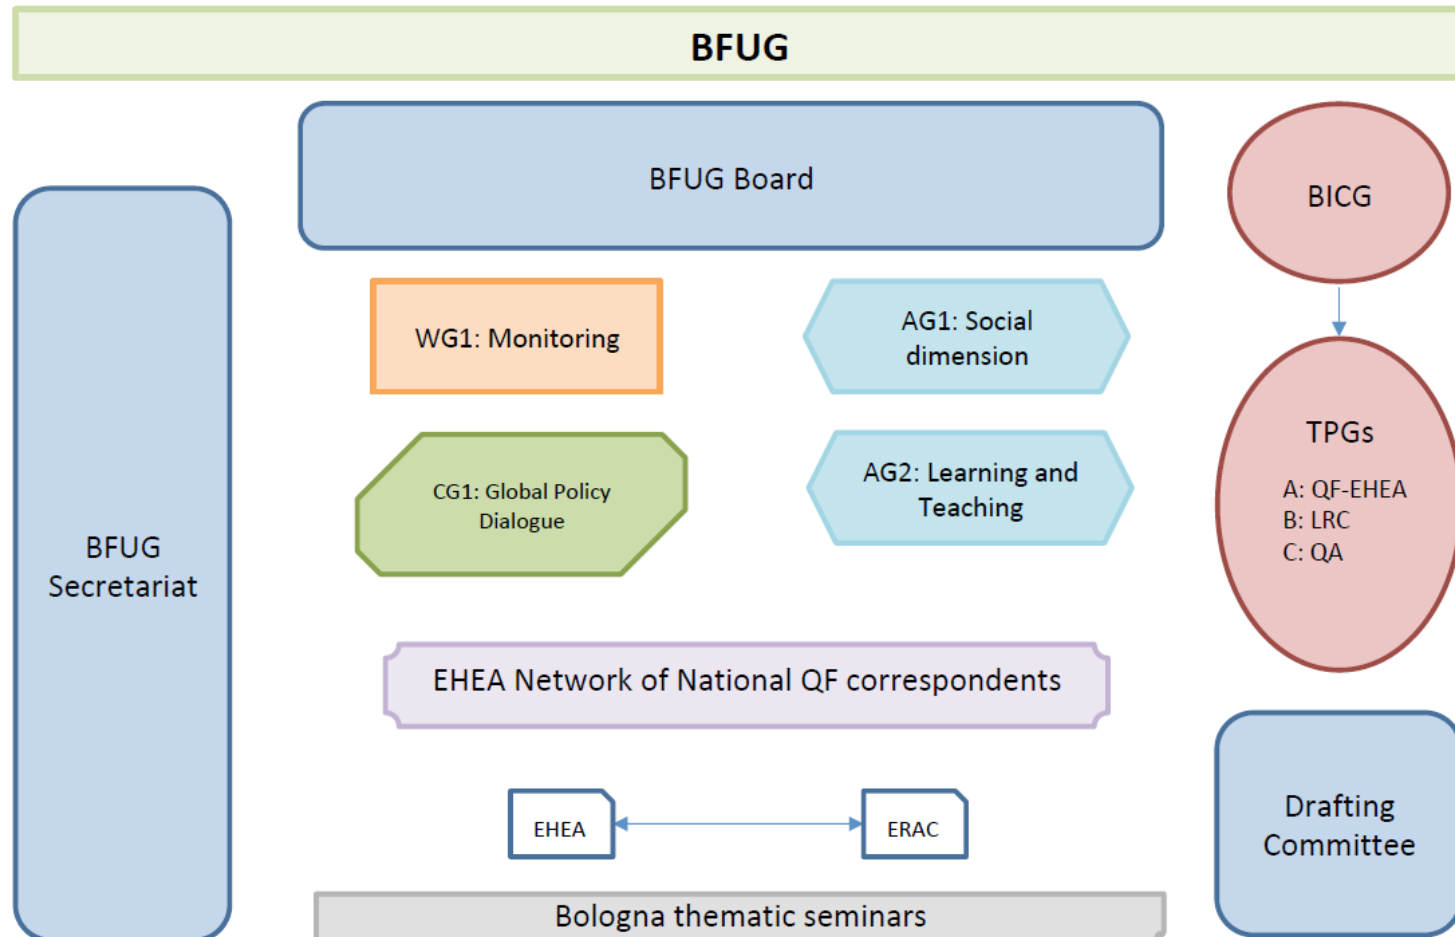 BFUG
BFUG Board
BICG
WG1: Monitoring
AG1: Social
dimension
CG1: Global Policy
Dialogue
AG2: Learning and
Teaching
TPGs
A: QF-EHEA
B: LRC
C: QA
BFUG
Secretariat
EHEA Network of National QF correspondents
EHEA
ERAC
Drafting
Committee
Bologna thematic seminars